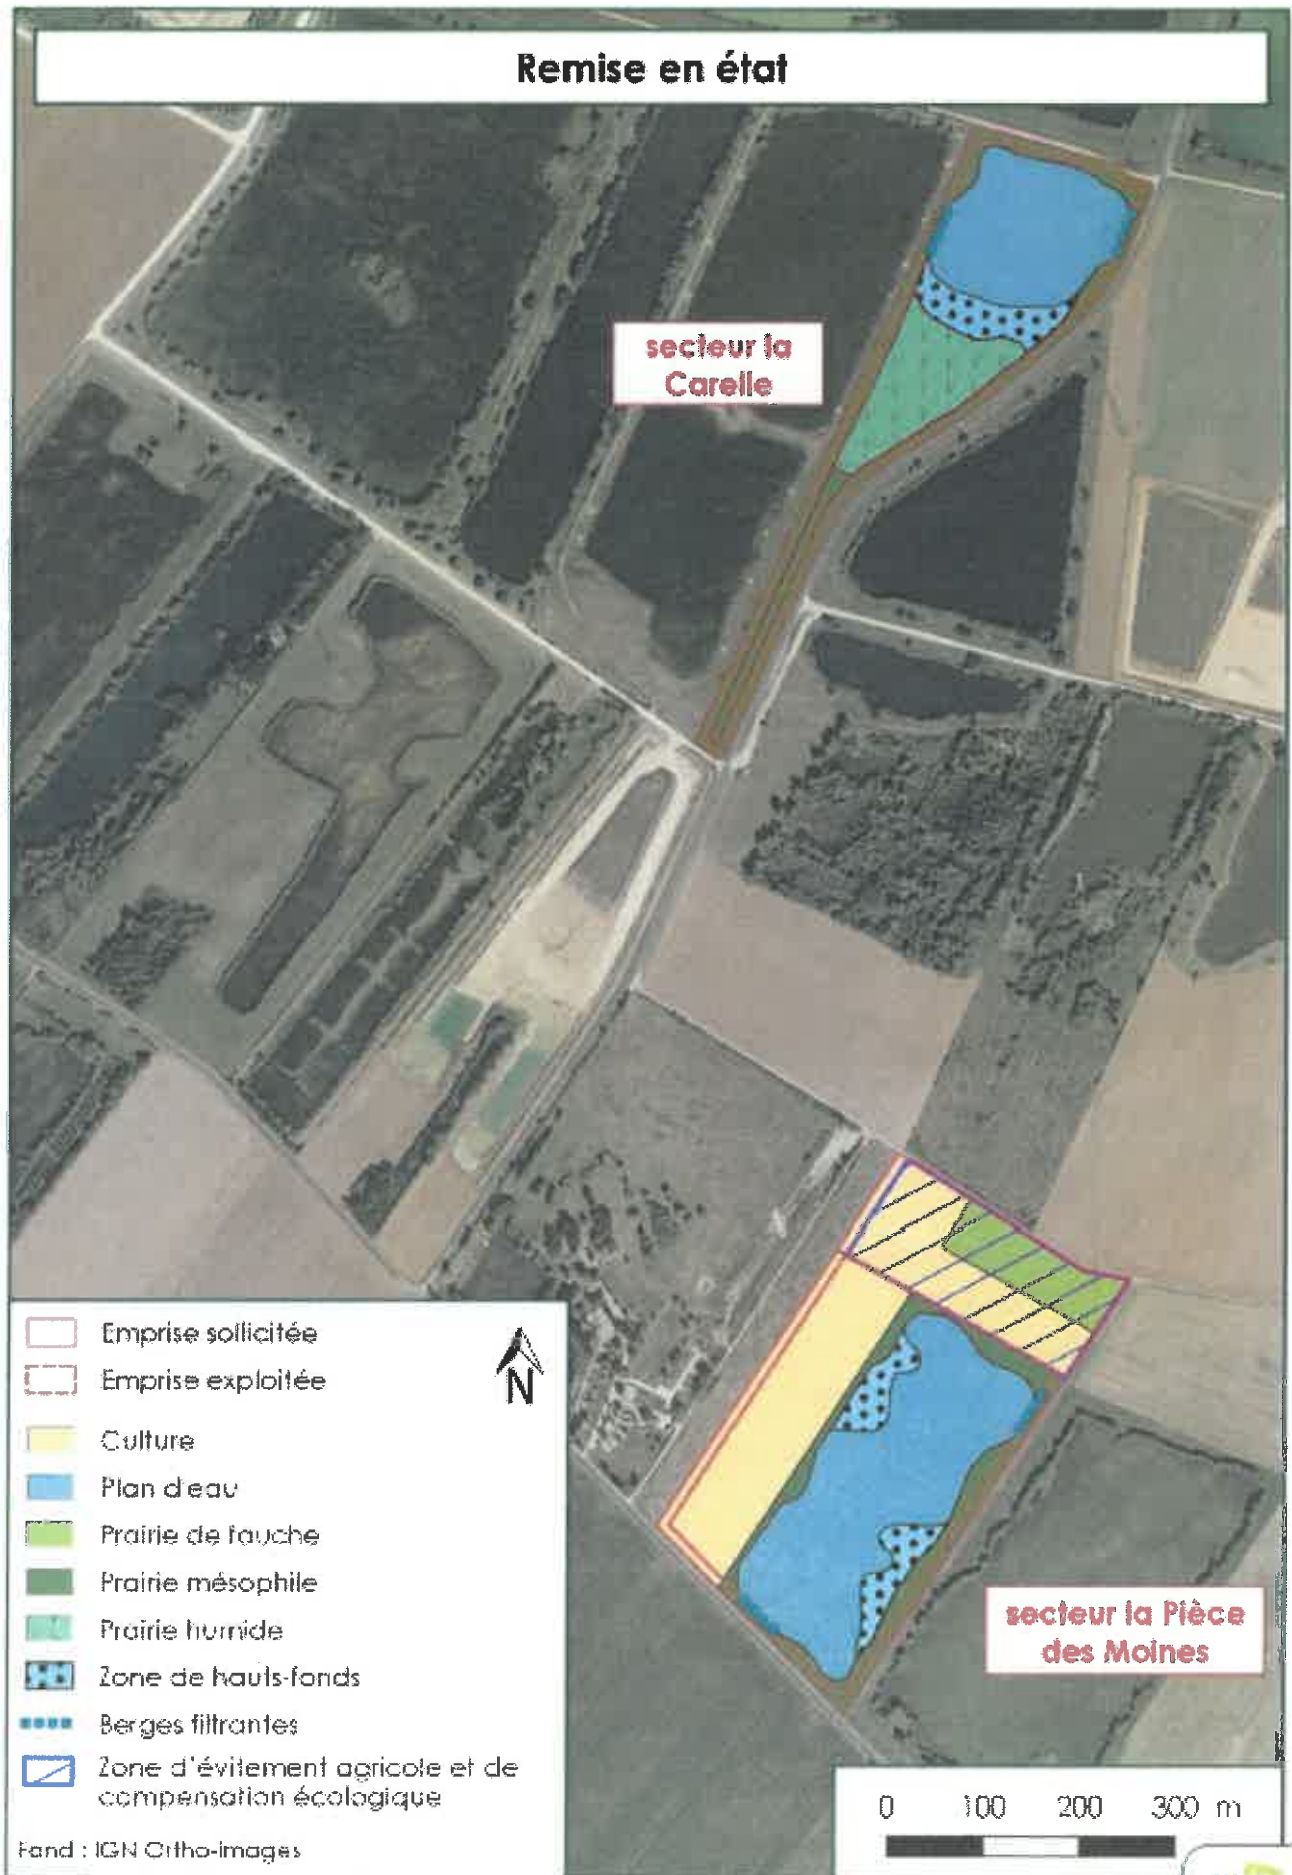 Remise en état
secteur la
Carelle
secteur la Pièce
des Moines
N
Emprise sollicitée
Emprise exploitée
Culture
Plan d'eau
Prairie de fauche
Prairie mésophile
Prairie humide
Zone de hauts-fonds
Berges filtrantes
Zone d'évitement agricole et de
compensation écologique
Fond : IGN Ortho-images
0 100 200 300 m